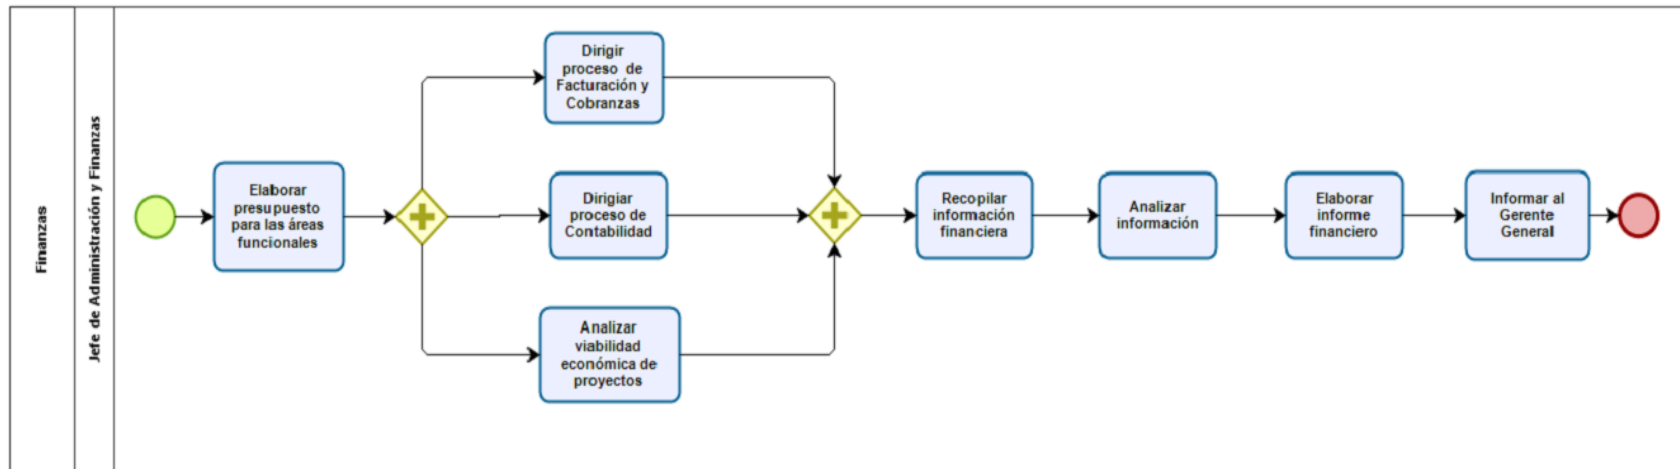 Finanzas
Jefe de Administración y Finanzas
Elaborar
presupuesto
para las áreas
funcionales
Dirigir
proceso de
Facturación y
Cobranzas
Dirigiar
proceso de
Contabilidad
Analizar
viabilidad
económica de
proyectos
Recopilar
información
financiera
Analizar
información
Elaborar
informe
financiero
Informar al
Gerente
General